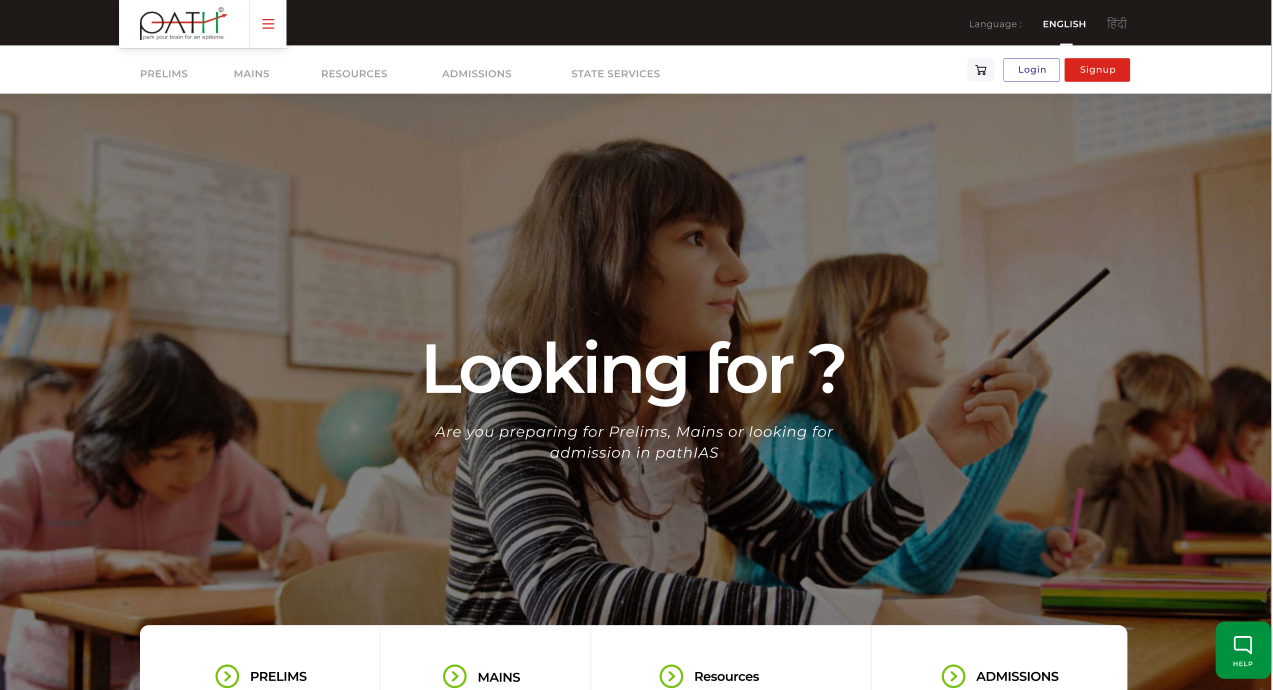 PATH
©
park your brain for an epitome
Language :
ENGLISH
हिंदी
PRELIMS
MAINS
RESOURCES
ADMISSIONS
STATE SERVICES
Login
Signup
Looking for ?
Are you preparing for Prelims, Mains or looking for
admission in pathIAS
PRELIMS
MAINS
Resources
ADMISSIONS
HELP